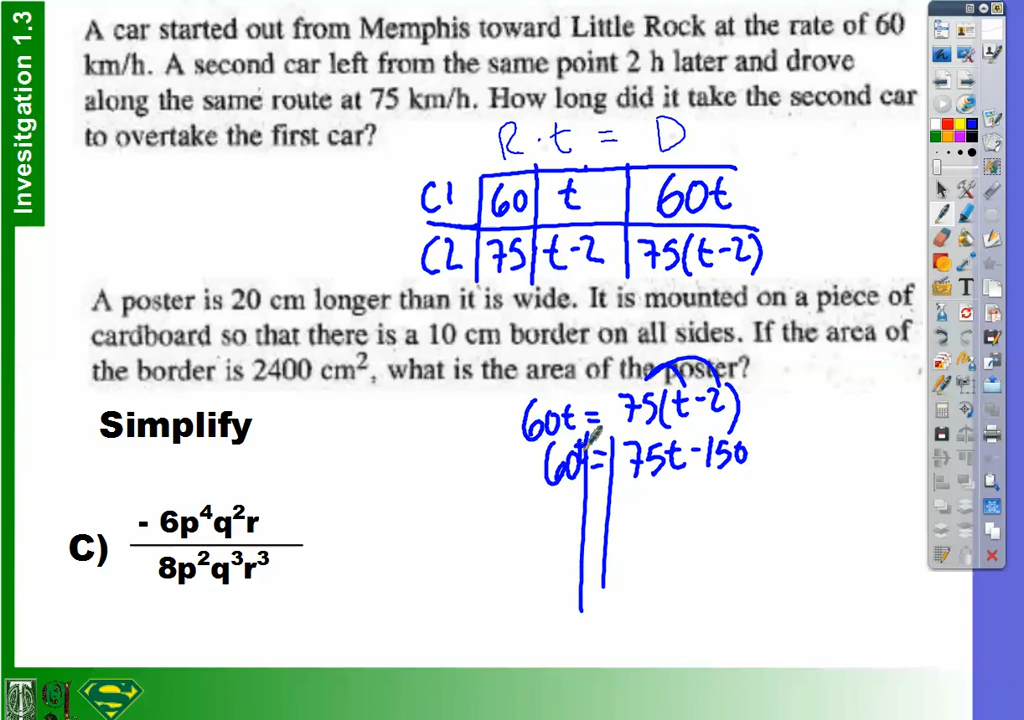 Invesitgation 1.3
A car started out from Memphis toward Little Rock at the rate of 60
km/h. A second car left from the same point 2 h later and drove
along the same route at 75 km/h. How long did it take the second car
to overtake the first car?
R · t = D
C1 60 t 60t
C2 75 t-2 75(t-2)
A poster is 20 cm longer than it is wide. It is mounted on a piece of
cardboard so that there is a 10 cm border on all sides. If the area of
the border is 2400 cm², what is the area of the poster?
60t = 75(t-2)
60t = 75t-150
Simplify
C) - 6p⁴q²r
8p²q³r³